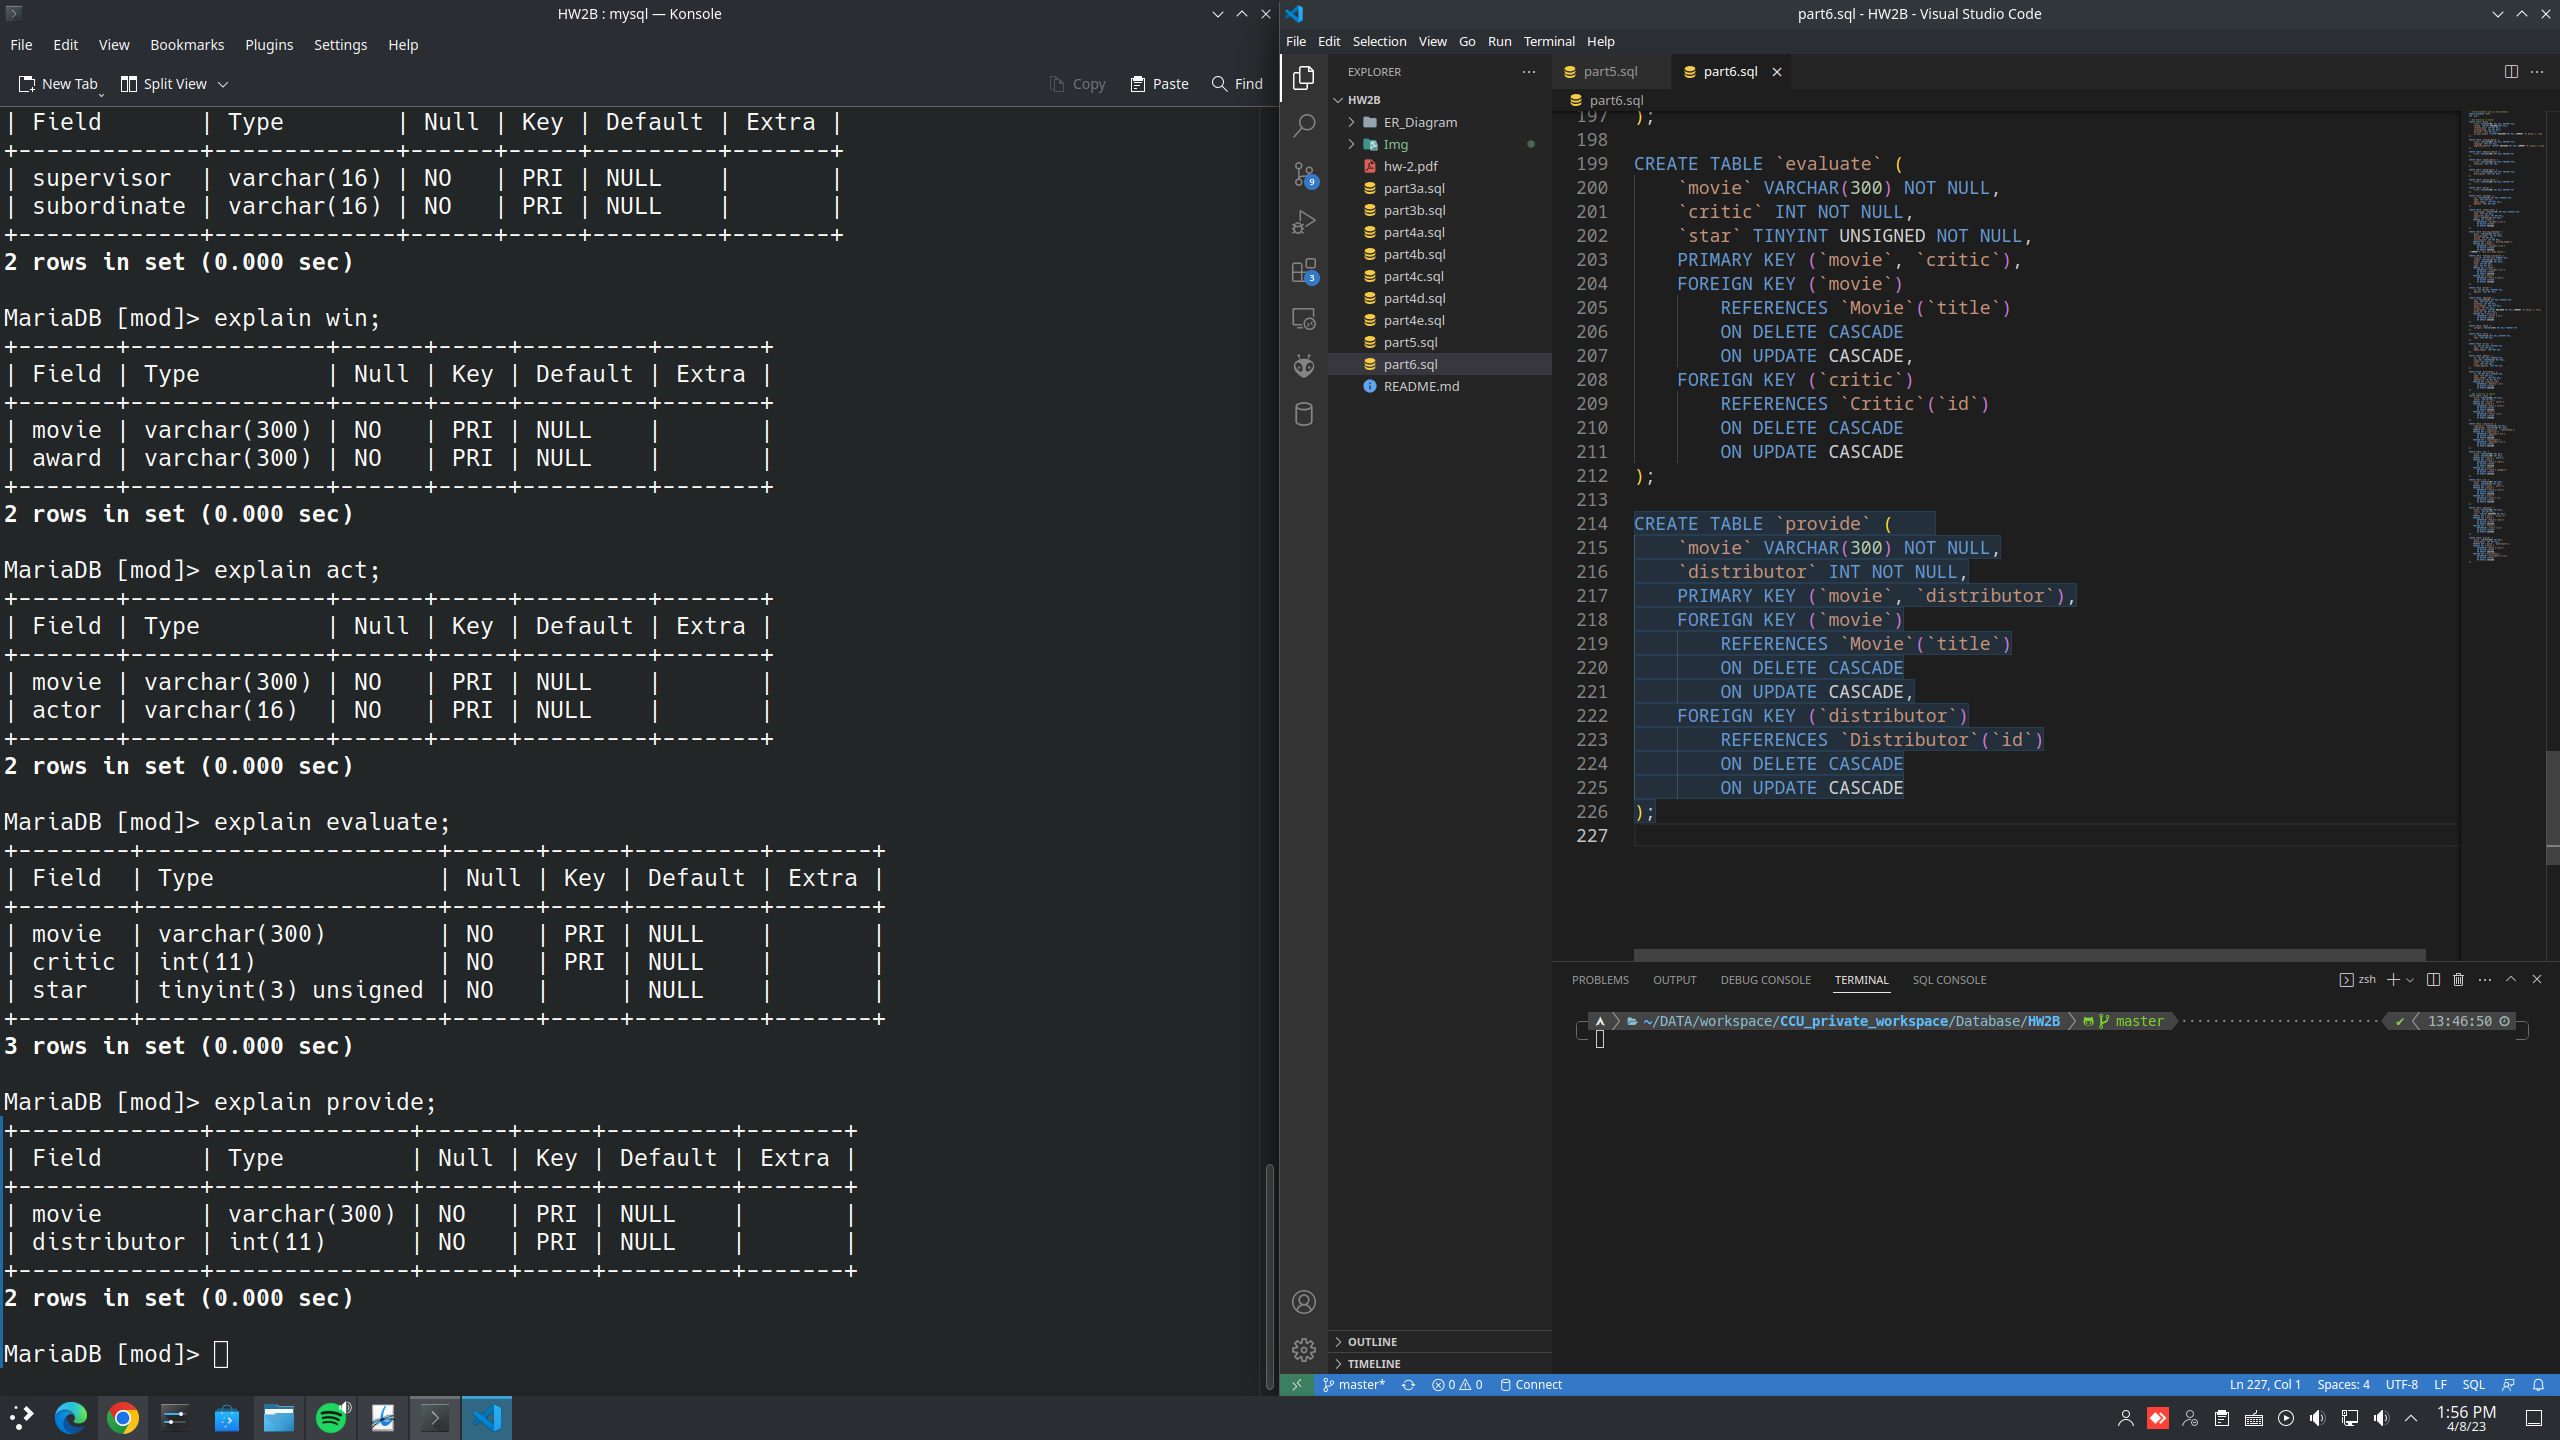 HW2B : mysql — Konsole
File Edit View Bookmarks Plugins Settings Help
New Tab Split View Copy Paste Find
| Field       | Type        | Null | Key | Default | Extra |
+-------------+-------------+------+-----+---------+-------+
| supervisor  | varchar(16) | NO   | PRI | NULL    |       |
| subordinate | varchar(16) | NO   | PRI | NULL    |       |
+-------------+-------------+------+-----+---------+-------+
2 rows in set (0.000 sec)
MariaDB [mod]> explain win;
+-------+--------------+------+-----+---------+-------+
| Field | Type         | Null | Key | Default | Extra |
+-------+--------------+------+-----+---------+-------+
| movie | varchar(300) | NO   | PRI | NULL    |       |
| award | varchar(300) | NO   | PRI | NULL    |       |
+-------+--------------+------+-----+---------+-------+
2 rows in set (0.000 sec)
MariaDB [mod]> explain act;
+-------+--------------+------+-----+---------+-------+
| Field | Type         | Null | Key | Default | Extra |
+-------+--------------+------+-----+---------+-------+
| movie | varchar(300) | NO   | PRI | NULL    |       |
| actor | varchar(16)  | NO   | PRI | NULL    |       |
+-------+--------------+------+-----+---------+-------+
2 rows in set (0.000 sec)
MariaDB [mod]> explain evaluate;
+--------+---------------------+------+-----+---------+-------+
| Field  | Type                | Null | Key | Default | Extra |
+--------+---------------------+------+-----+---------+-------+
| movie  | varchar(300)        | NO   | PRI | NULL    |       |
| critic | int(11)             | NO   | PRI | NULL    |       |
| star   | tinyint(3) unsigned | NO   |     | NULL    |       |
+--------+---------------------+------+-----+---------+-------+
3 rows in set (0.000 sec)
MariaDB [mod]> explain provide;
+-------------+--------------+------+-----+---------+-------+
| Field       | Type         | Null | Key | Default | Extra |
+-------------+--------------+------+-----+---------+-------+
| movie       | varchar(300) | NO   | PRI | NULL    |       |
| distributor | int(11)      | NO   | PRI | NULL    |       |
+-------------+--------------+------+-----+---------+-------+
2 rows in set (0.000 sec)
MariaDB [mod]>
part6.sql - HW2B - Visual Studio Code
File Edit Selection View Go Run Terminal Help
EXPLORER
HW2B
ER_Diagram
Img
hw-2.pdf
part3a.sql
part3b.sql
part4a.sql
part4b.sql
part4c.sql
part4d.sql
part4e.sql
part5.sql
part6.sql
README.md
OUTLINE
TIMELINE
9
3
part5.sql part6.sql
part6.sql
197 );
198
199 CREATE TABLE `evaluate` (
200     `movie` VARCHAR(300) NOT NULL,
201     `critic` INT NOT NULL,
202     `star` TINYINT UNSIGNED NOT NULL,
203     PRIMARY KEY (`movie`, `critic`),
204     FOREIGN KEY (`movie`)
205         REFERENCES `Movie`(`title`)
206         ON DELETE CASCADE
207         ON UPDATE CASCADE,
208     FOREIGN KEY (`critic`)
209         REFERENCES `Critic`(`id`)
210         ON DELETE CASCADE
211         ON UPDATE CASCADE
212 );
213
214 CREATE TABLE `provide` (
215     `movie` VARCHAR(300) NOT NULL,
216     `distributor` INT NOT NULL,
217     PRIMARY KEY (`movie`, `distributor`),
218     FOREIGN KEY (`movie`)
219         REFERENCES `Movie`(`title`)
220         ON DELETE CASCADE
221         ON UPDATE CASCADE,
222     FOREIGN KEY (`distributor`)
223         REFERENCES `Distributor`(`id`)
224         ON DELETE CASCADE
225         ON UPDATE CASCADE
226 );
227
PROBLEMS OUTPUT DEBUG CONSOLE TERMINAL SQL CONSOLE zsh
~/DATA/workspace/CCU_private_workspace/Database/HW2B master ✔ 13:46:50
master* 0 0 Connect Ln 227, Col 1 Spaces: 4 UTF-8 LF SQL
1:56 PM
4/8/23